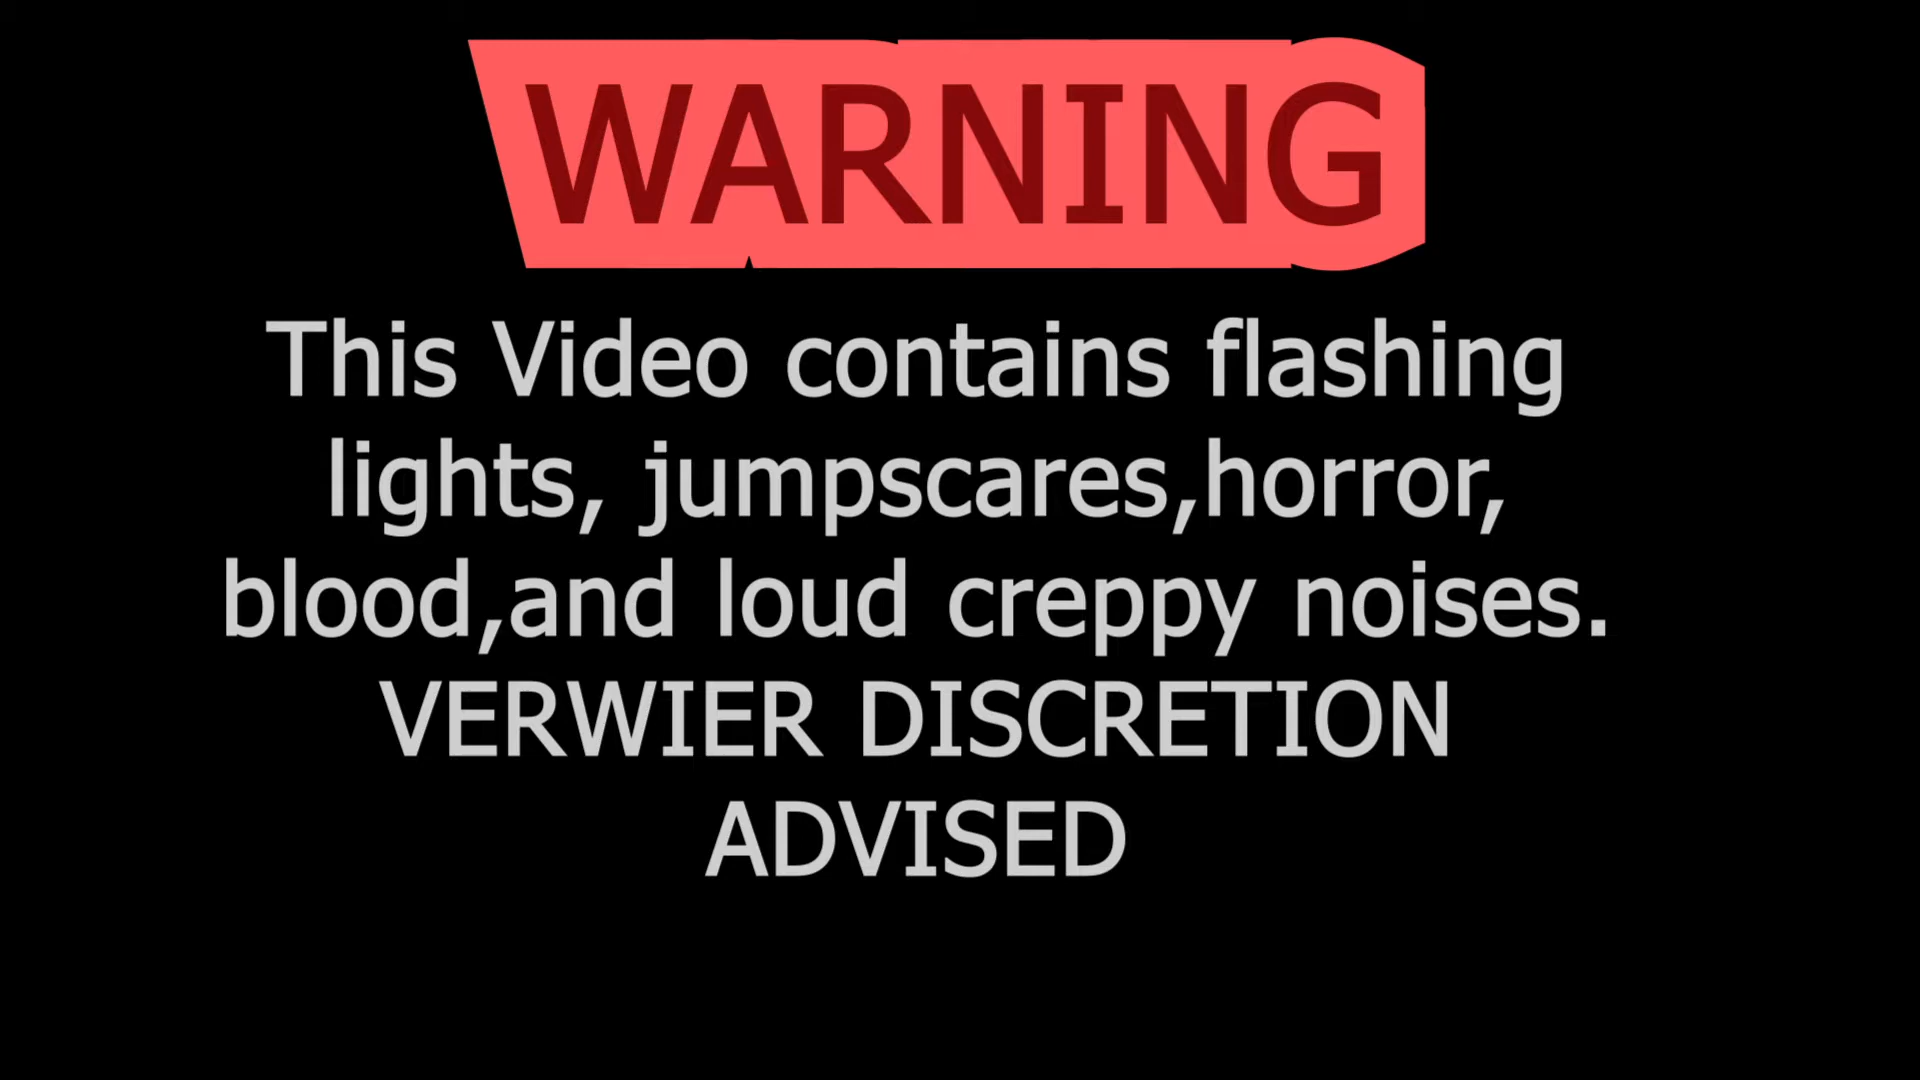 WARNING
This Video contains flashing
lights, jumpscares,horror,
blood,and loud creppy noises.
VERWIER DISCRETION
ADVISED